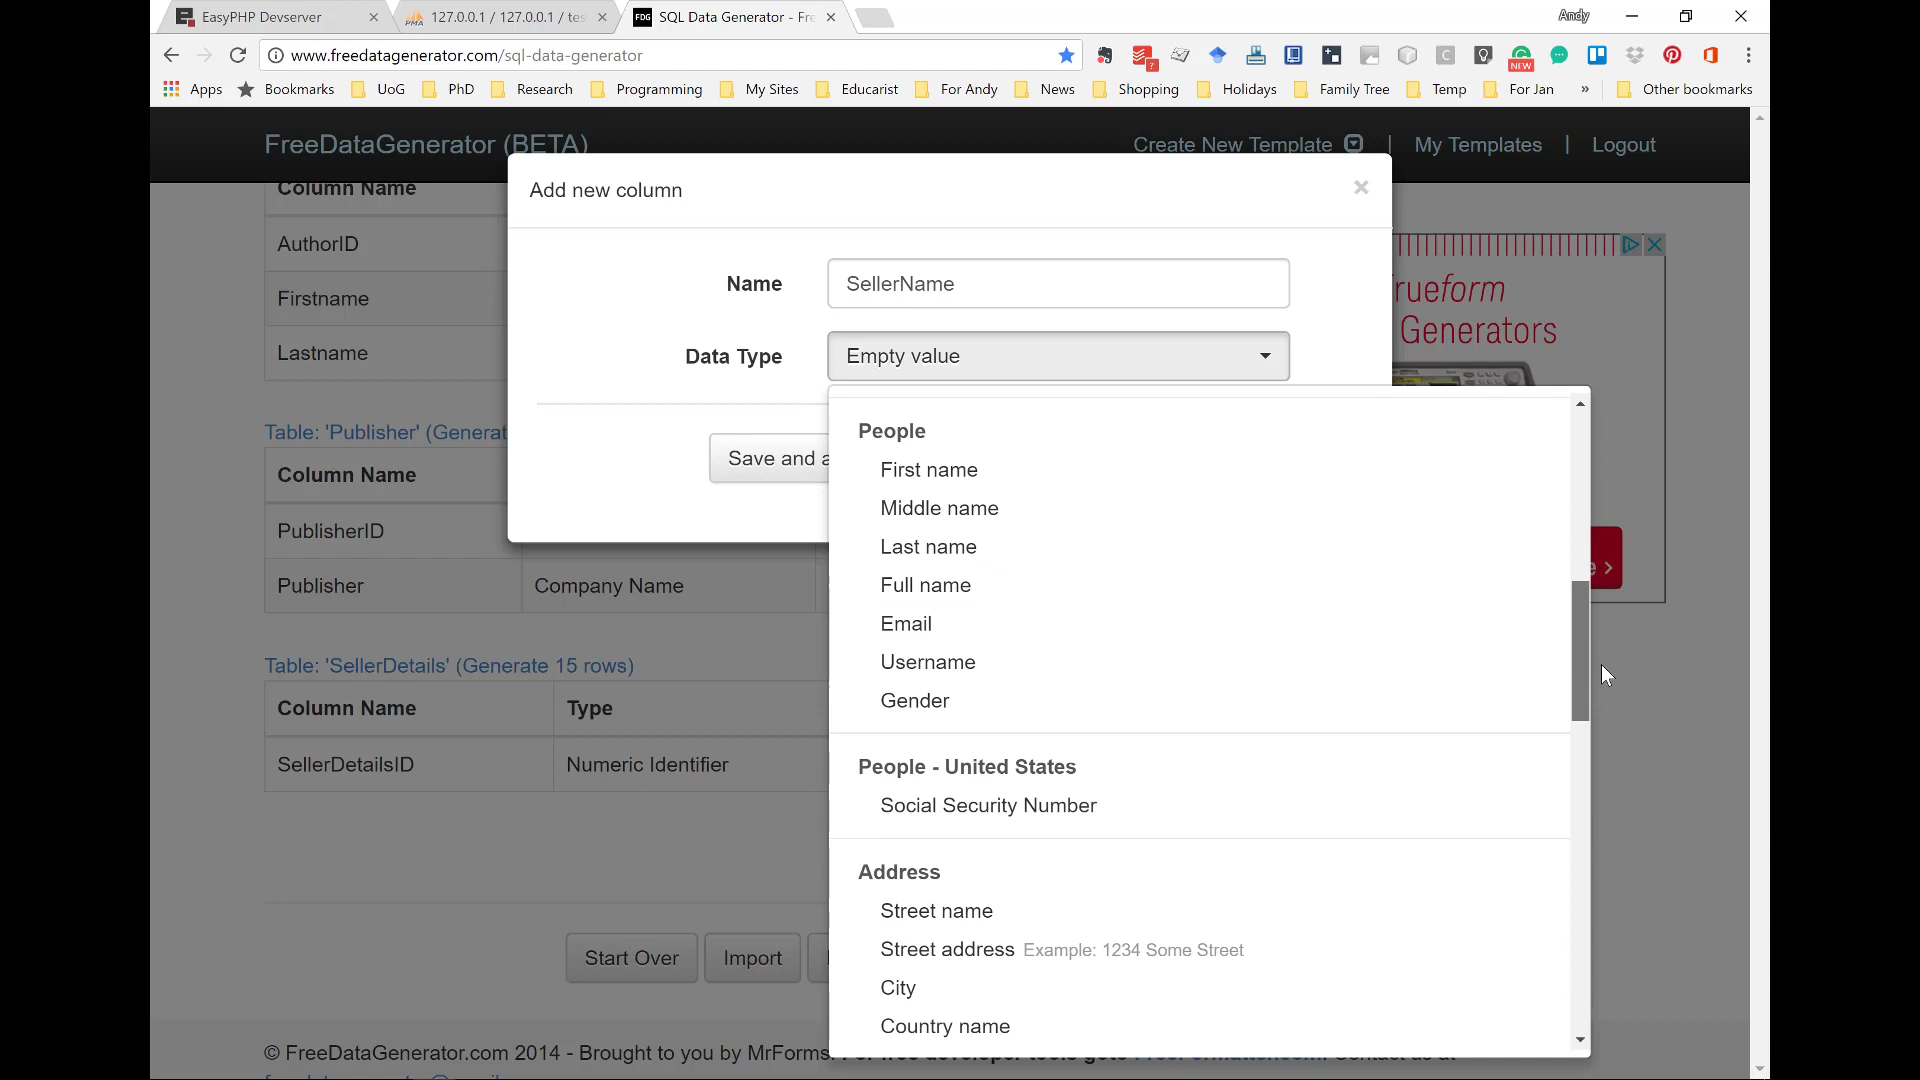 EasyPHP Devserver
127.0.0.1 / 127.0.0.1 / tes
FDG SQL Data Generator - Fre
Andy
www.freedatagenerator.com/sql-data-generator
NEW
Apps
Bookmarks
UoG
PhD
Research
Programming
My Sites
Educarist
For Andy
News
Shopping
Holidays
Family Tree
Temp
For Jan
»
Other bookmarks
FreeDataGenerator (BETA)
Create New Template | My Templates | Logout
Add new column
×
Name
SellerName
Data Type
Empty value
Save and a
Column Name
AuthorID
Firstname
Lastname
Table: 'Publisher' (Generat
Column Name
PublisherID
Publisher
Company Name
Table: 'SellerDetails' (Generate 15 rows)
Column Name
Type
SellerDetailsID
Numeric Identifier
People
First name
Middle name
Last name
Full name
Email
Username
Gender
People - United States
Social Security Number
Address
Street name
Street address Example: 1234 Some Street
City
Country name
rueform
Generators
Start Over
Import
© FreeDataGenerator.com 2014 - Brought to you by MrForms.